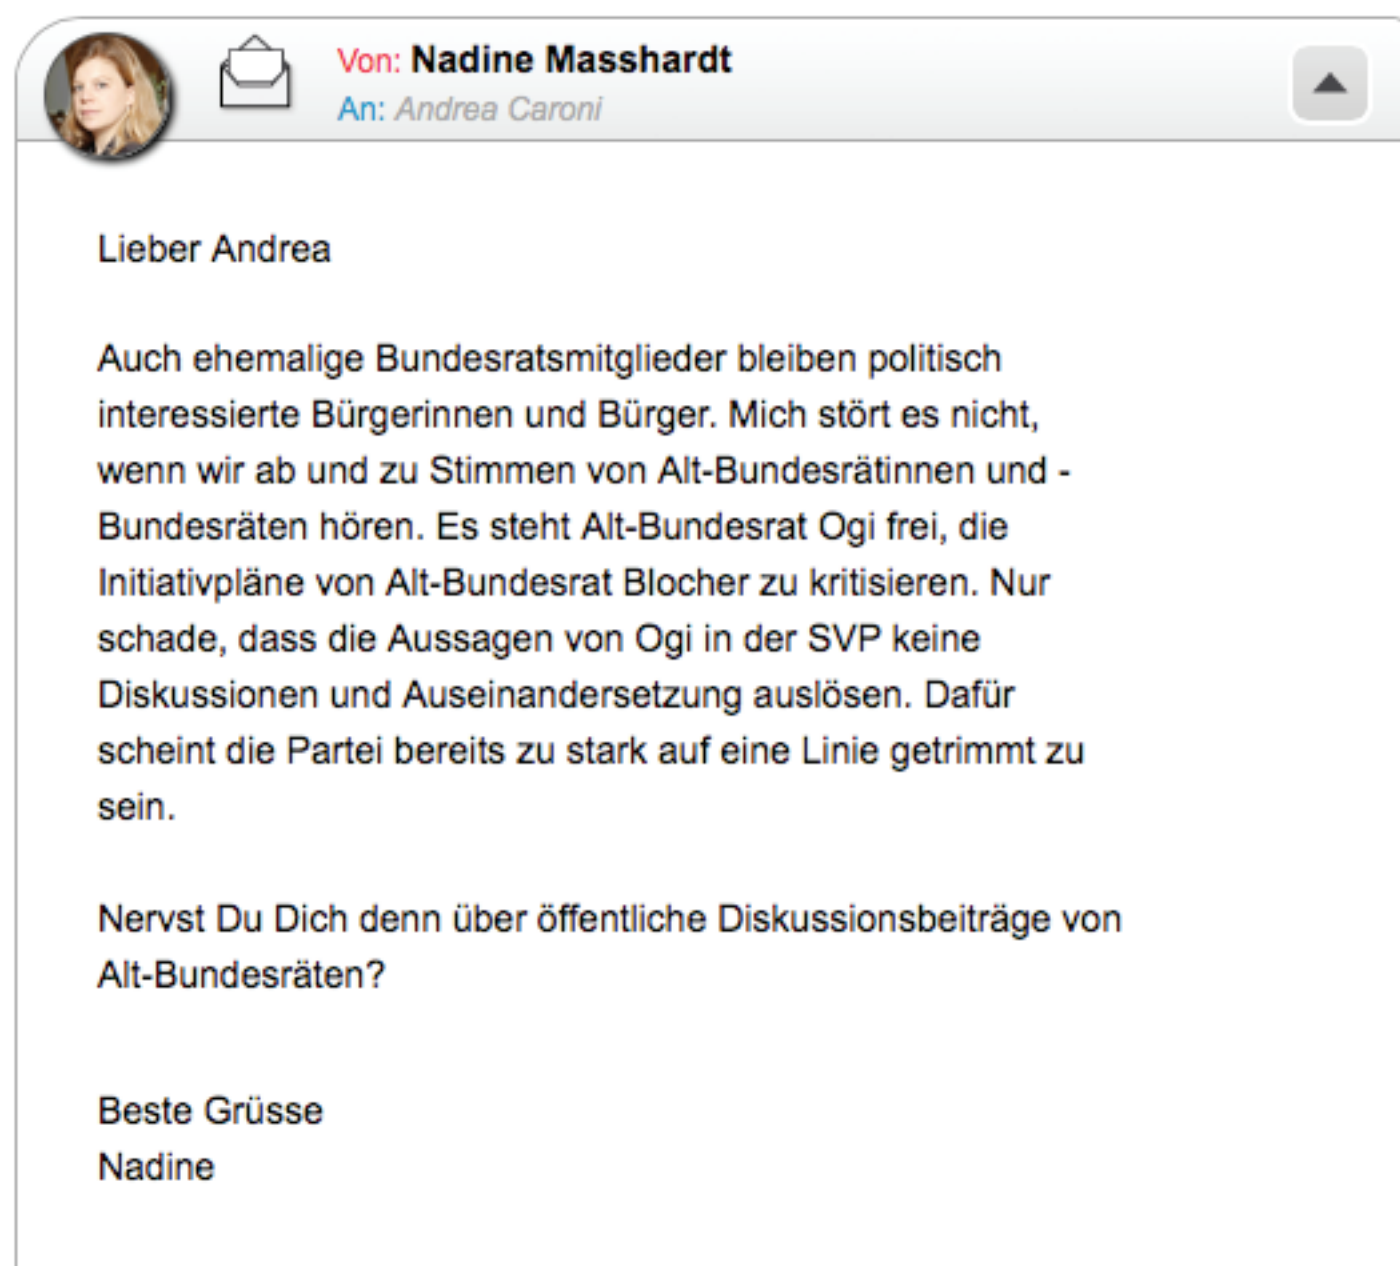 Von: Nadine Masshardt
An: Andrea Caroni
Lieber Andrea
Auch ehemalige Bundesratsmitglieder bleiben politisch
interessierte Bürgerinnen und Bürger. Mich stört es nicht,
wenn wir ab und zu Stimmen von Alt-Bundesrätinnen und -
Bundesräten hören. Es steht Alt-Bundesrat Ogi frei, die
Initiativpläne von Alt-Bundesrat Blocher zu kritisieren. Nur
schade, dass die Aussagen von Ogi in der SVP keine
Diskussionen und Auseinandersetzung auslösen. Dafür
scheint die Partei bereits zu stark auf eine Linie getrimmt zu
sein.
Nervst Du Dich denn über öffentliche Diskussionsbeiträge von
Alt-Bundesräten?
Beste Grüsse
Nadine